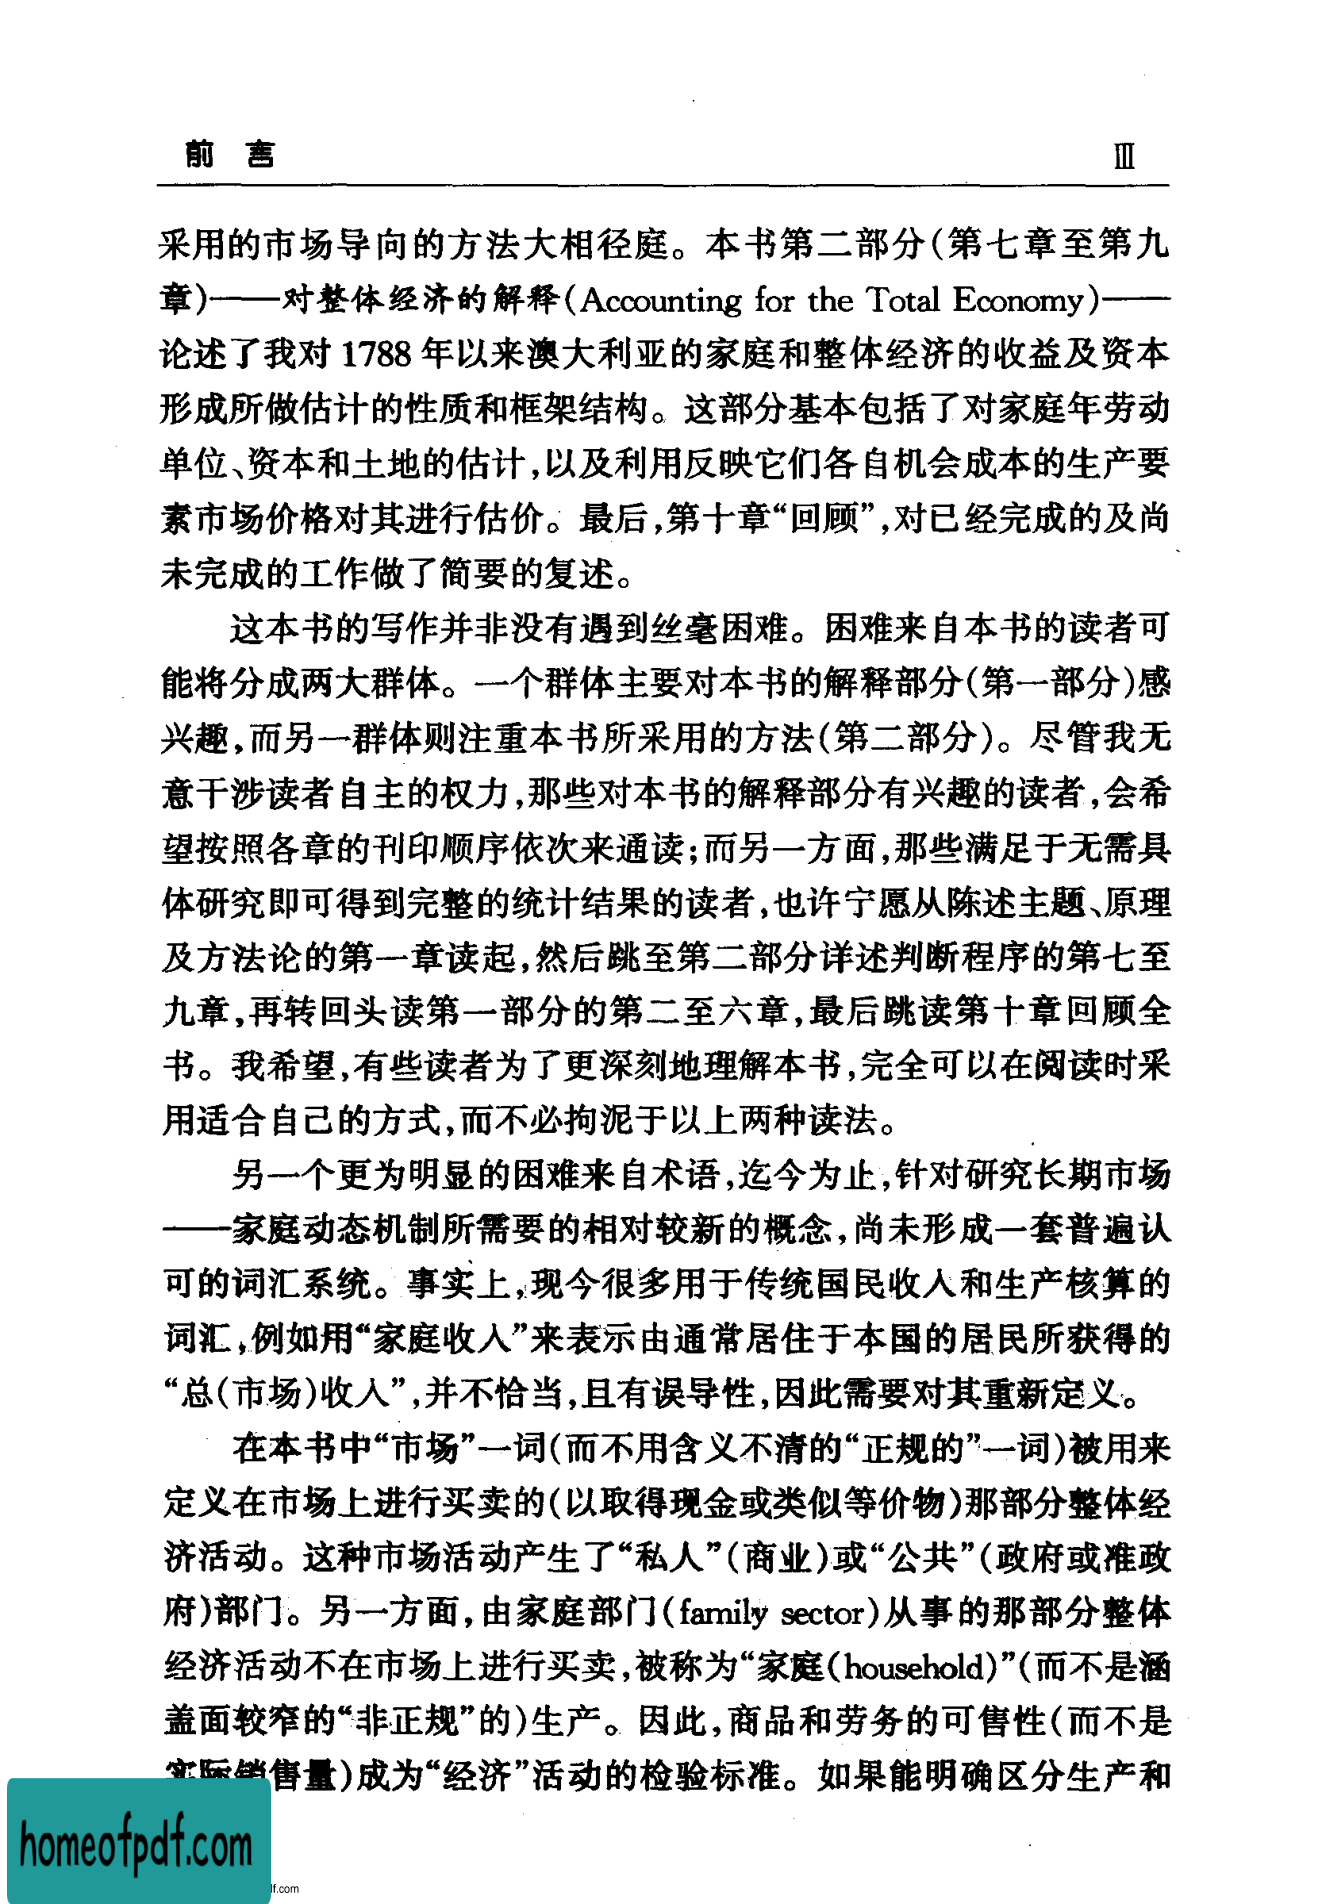 前 言 Ⅲ
采用的市场导向的方法大相径庭。本书第二部分(第七章至第九
章)——对整体经济的解释(Accounting for the Total Economy)——
论述了我对 1788 年以来澳大利亚的家庭和整体经济的收益及资本
形成所做估计的性质和框架结构。这部分基本包括了对家庭年劳动
单位、资本和土地的估计,以及利用反映它们各自机会成本的生产要
素市场价格对其进行估价。最后,第十章“回顾”,对已经完成的及尚
未完成的工作做了简要的复述。
这本书的写作并非没有遇到丝毫困难。困难来自本书的读者可
能将分成两大群体。一个群体主要对本书的解释部分(第一部分)感
兴趣,而另一群体则注重本书所采用的方法(第二部分)。尽管我无
意干涉读者自主的权力,那些对本书的解释部分有兴趣的读者,会希
望按照各章的刊印顺序依次来通读;而另一方面,那些满足于无需具
体研究即可得到完整的统计结果的读者,也许宁愿从陈述主题、原理
及方法论的第一章读起,然后跳至第二部分详述判断程序的第七至
九章,再转回头读第一部分的第二至六章,最后跳读第十章回顾全
书。我希望,有些读者为了更深刻地理解本书,完全可以在阅读时采
用适合自己的方式,而不必拘泥于以上两种读法。
另一个更为明显的困难来自术语,迄今为止,针对研究长期市场
——家庭动态机制所需要的相对较新的概念,尚未形成一套普遍认
可的词汇系统。事实上,现今很多用于传统国民收入和生产核算的
词汇,例如用“家庭收入”来表示由通常居住于本国的居民所获得的
“总(市场)收入”,并不恰当,且有误导性,因此需要对其重新定义。
在本书中“市场”一词(而不用含义不清的“正规的”一词)被用来
定义在市场上进行买卖的(以取得现金或类似等价物)那部分整体经
济活动。这种市场活动产生了“私人”(商业)或“公共”(政府或准政
府)部门。另一方面,由家庭部门(family sector)从事的那部分整体
经济活动不在市场上进行买卖,被称为“家庭(household)”(而不是涵
盖面较窄的“非正规”的)生产。因此,商品和劳务的可售性(而不是
实际销售量)成为“经济”活动的检验标准。如果能明确区分生产和
homeofpdf.com
lf.com